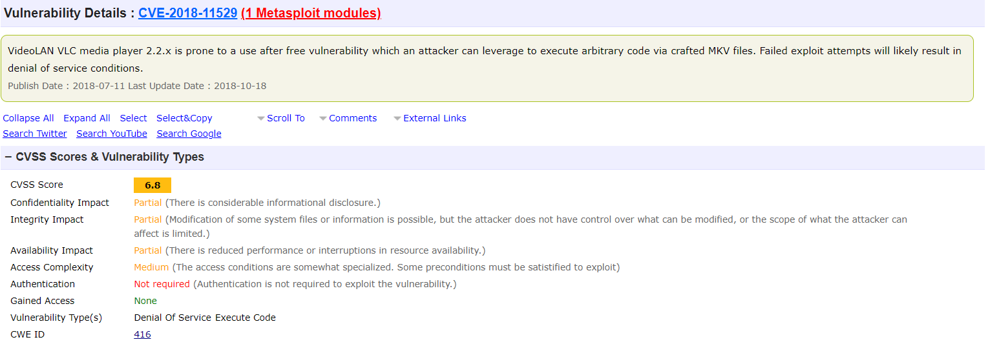 Vulnerability Details : CVE-2018-11529 (1 Metasploit modules)
VideoLAN VLC media player 2.2.x is prone to a use after free vulnerability which an attacker can leverage to execute arbitrary code via crafted MKV files. Failed exploit attempts will likely result in
denial of service conditions.
Publish Date : 2018-07-11 Last Update Date : 2018-10-18
Collapse All Expand All Select Select&Copy Scroll To Comments External Links
Search Twitter Search YouTube Search Google
− CVSS Scores & Vulnerability Types
CVSS Score 6.8
Confidentiality Impact Partial (There is considerable informational disclosure.)
Integrity Impact Partial (Modification of some system files or information is possible, but the attacker does not have control over what can be modified, or the scope of what the attacker can
affect is limited.)
Availability Impact Partial (There is reduced performance or interruptions in resource availability.)
Access Complexity Medium (The access conditions are somewhat specialized. Some preconditions must be satistified to exploit)
Authentication Not required (Authentication is not required to exploit the vulnerability.)
Gained Access None
Vulnerability Type(s) Denial Of Service Execute Code
CWE ID 416